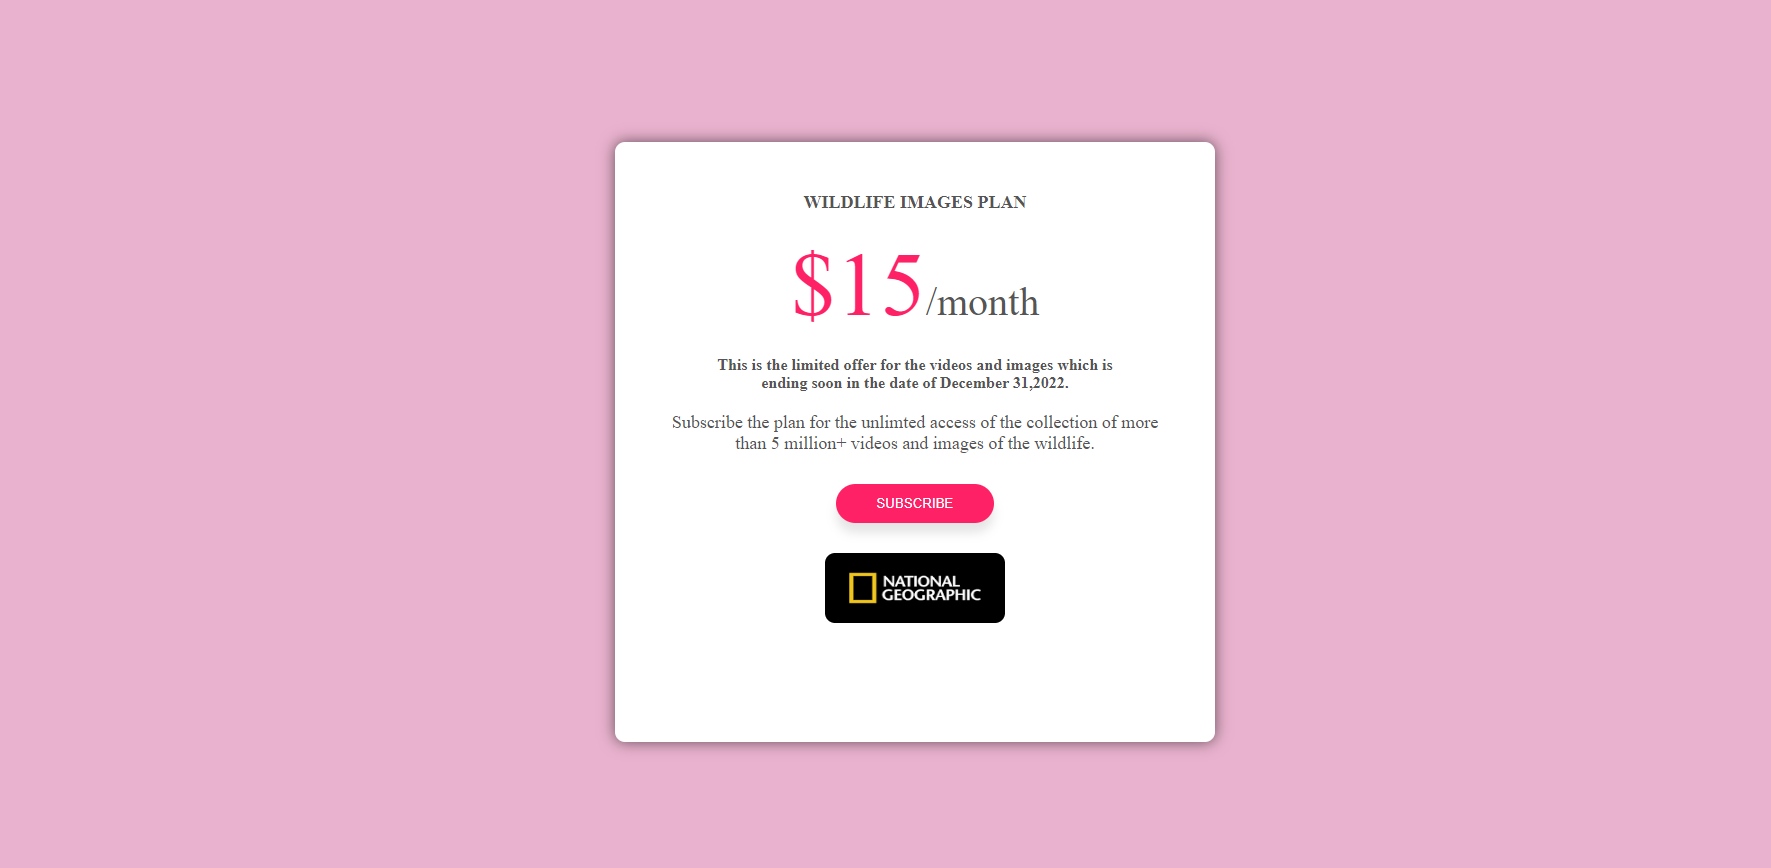 WILDLIFE IMAGES PLAN
$15/month
This is the limited offer for the videos and images which is
ending soon in the date of December 31,2022.
Subscribe the plan for the unlimted access of the collection of more
than 5 million+ videos and images of the wildlife.
SUBSCRIBE
NATIONAL
GEOGRAPHIC